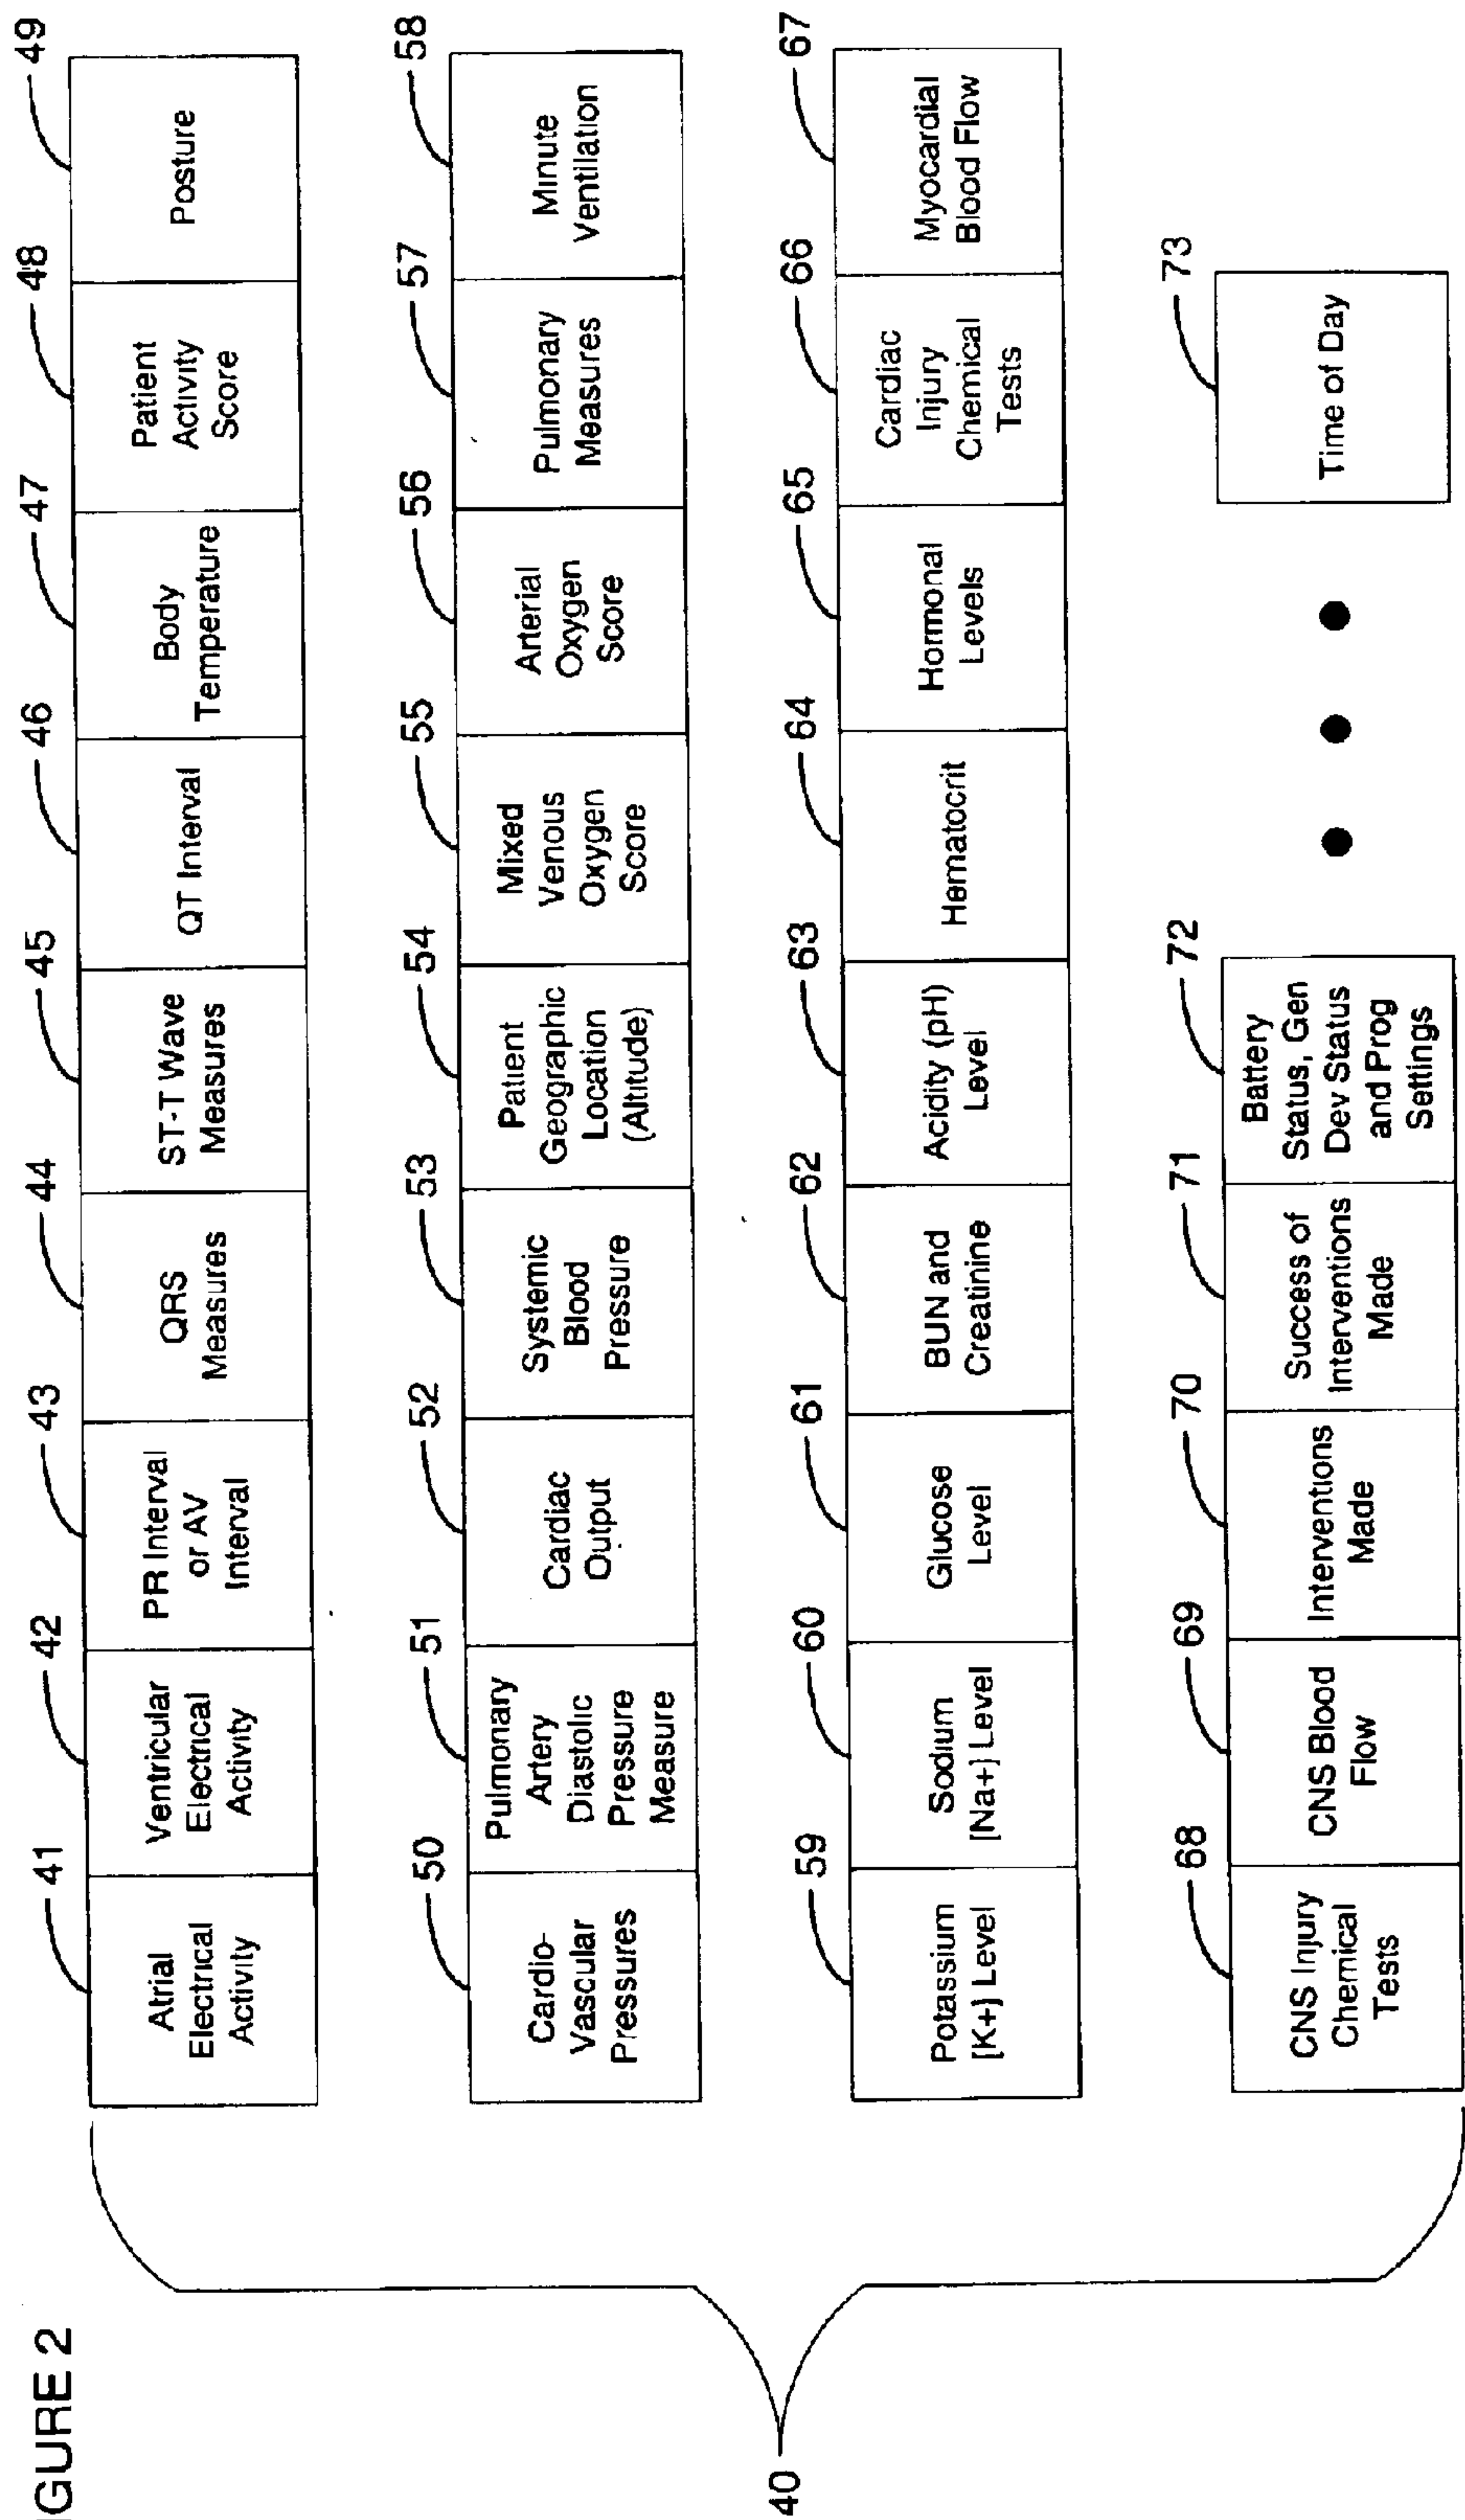 GURE 2
40
41
42
43
44
45
46
47
48
49
Atrial
Electrical
Activity
Ventricular
Electrical
Activity
PR Interval
or AV
Interval
QRS
Measures
ST-T Wave
Measures
QT Interval
Body
Temperature
Patient
Activity
Score
Posture
50
51
52
53
54
55
56
57
58
Cardio-
Vascular
Pressures
Pulmonary
Artery
Diastolic
Pressure
Measure
Cardiac
Output
Systemic
Blood
Pressure
Patient
Geographic
Location
(Altitude)
Mixed
Venous
Oxygen
Score
Arterial
Oxygen
Score
Pulmonary
Measures
Minute
Ventilation
59
60
61
62
63
64
65
66
67
Potassium
[K+] Level
Sodium
[Na+] Level
Glucose
Level
BUN and
Creatinine
Acidity (pH)
Level
Hematocrit
Hormonal
Levels
Cardiac
Injury
Chemical
Tests
Myocardial
Blood Flow
68
69
70
71
72
73
CNS Injury
Chemical
Tests
CNS Blood
Flow
Interventions
Made
Success of
Interventions
Made
Battery
Status, Gen
Dev Status
and Prog
Settings
Time of Day